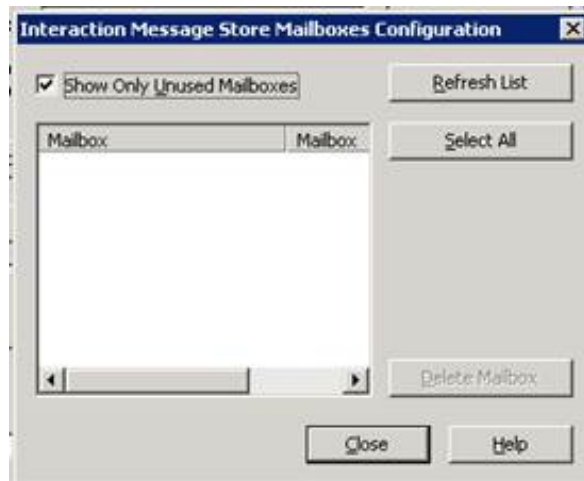 Interaction Message Store Mailboxes Configuration
Show Only Unused Mailboxes
Refresh List
Mailbox Mailbox
Select All
Delete Mailbox
Close Help